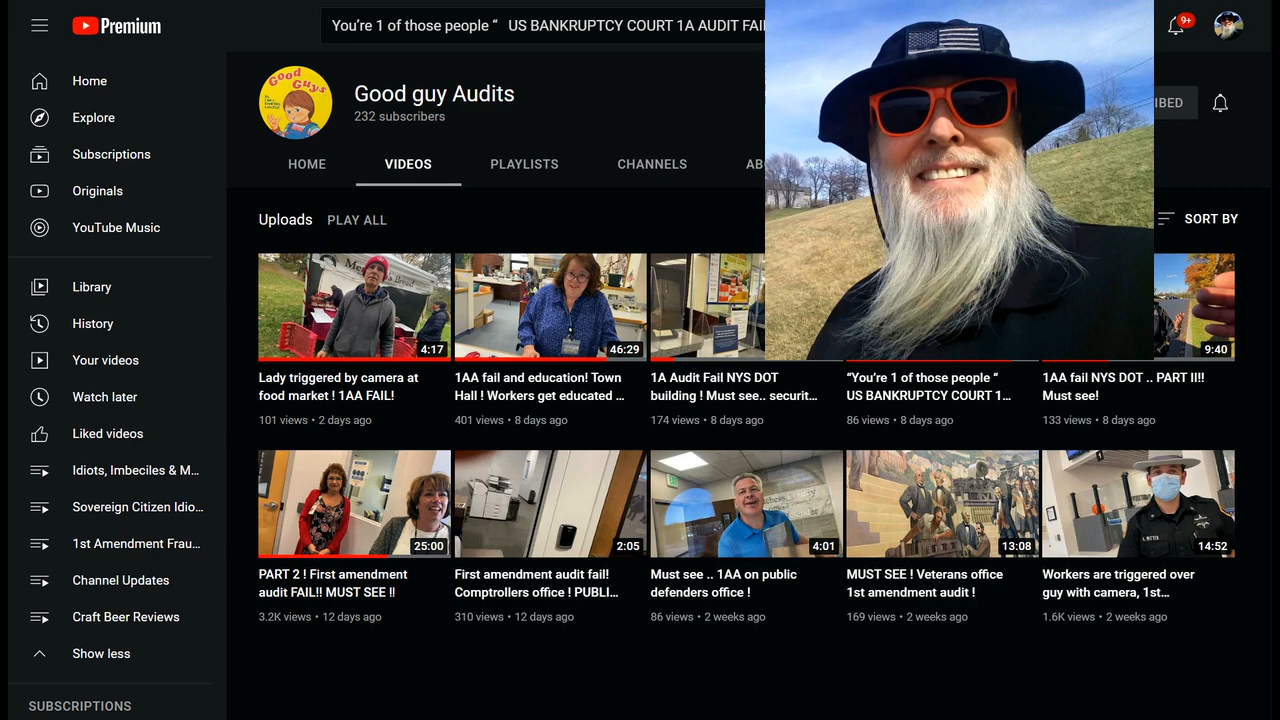 Premium
You’re 1 of those people “ US BANKRUPTCY COURT 1A AUDIT FAI
9+
Home
Explore
Subscriptions
Originals
YouTube Music
Library
History
Your videos
Watch later
Liked videos
Idiots, Imbeciles & M...
Sovereign Citizen Idio...
1st Amendment Frau...
Channel Updates
Craft Beer Reviews
Show less
SUBSCRIPTIONS
Good Guys
Good guy Audits
232 subscribers
IBED
HOME VIDEOS PLAYLISTS CHANNELS AB
Uploads PLAY ALL
SORT BY
4:17
46:29
9:40
Lady triggered by camera at
food market ! 1AA FAIL!
101 views • 2 days ago
1AA fail and education! Town
Hall ! Workers get educated ...
401 views • 8 days ago
1A Audit Fail NYS DOT
building ! Must see.. securit...
174 views • 8 days ago
“You’re 1 of those people “
US BANKRUPTCY COURT 1...
86 views • 8 days ago
1AA fail NYS DOT .. PART II!!
Must see!
133 views • 8 days ago
25:00
2:05
4:01
13:08
14:52
PART 2 ! First amendment
audit FAIL!! MUST SEE !!
3.2K views • 12 days ago
First amendment audit fail!
Comptrollers office ! PUBLI...
310 views • 12 days ago
Must see .. 1AA on public
defenders office !
86 views • 2 weeks ago
MUST SEE ! Veterans office
1st amendment audit !
169 views • 2 weeks ago
Workers are triggered over
guy with camera, 1st...
1.6K views • 2 weeks ago